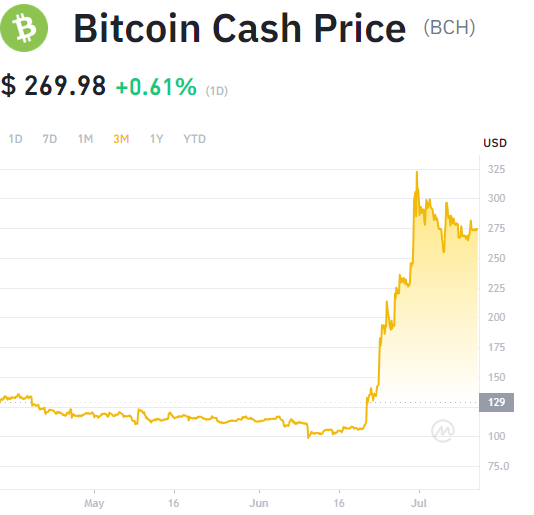 Bitcoin Cash Price (BCH)
$ 269.98 +0.61% (1D)
1D 7D 1M 3M 1Y YTD
USD
325
300
275
250
225
200
175
150
129
100
75.0
May 16 Jun 16 Jul